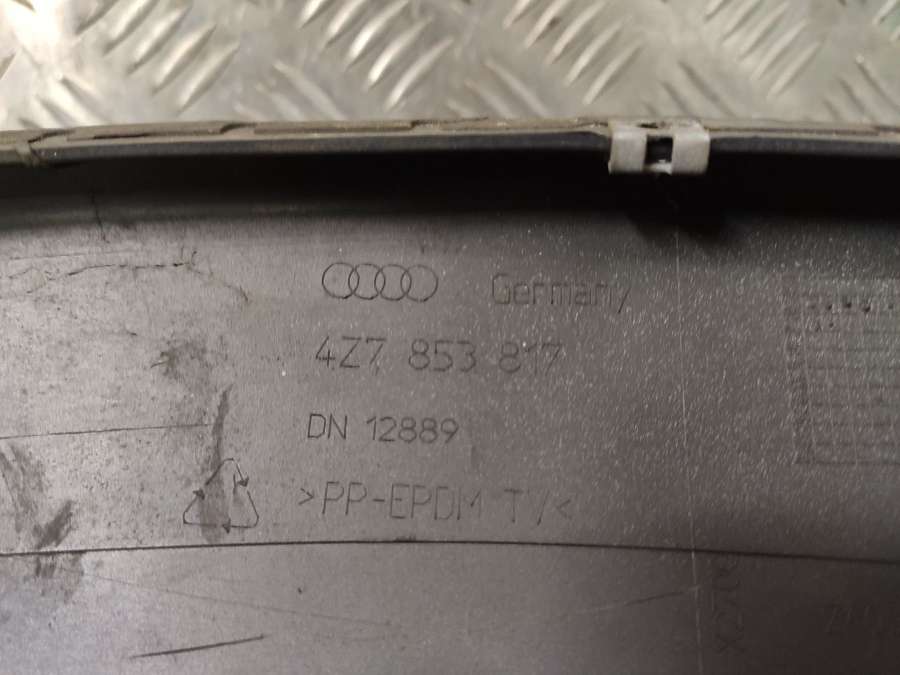 Germany
4Z7 853 817
DN 12889
>PP-EPDM TV<